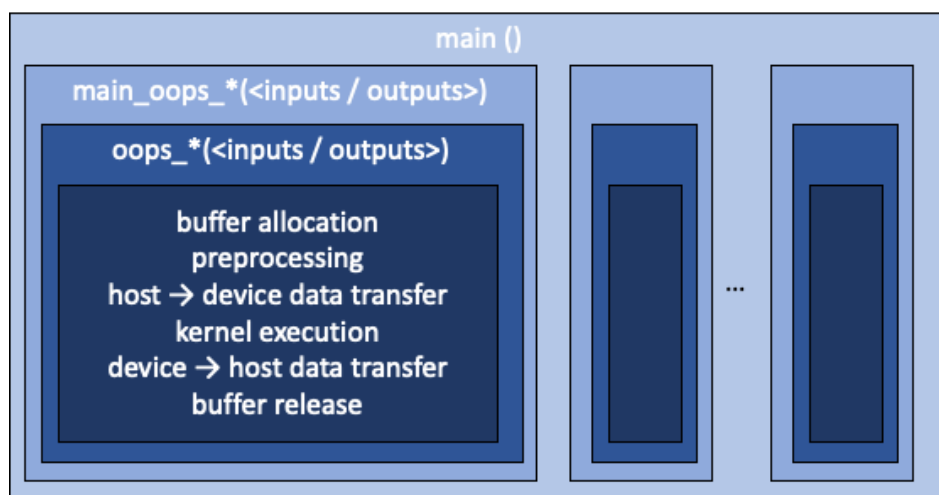 main ()
main_oops_*(<inputs / outputs>)
oops_*(<inputs / outputs>)
buffer allocation
preprocessing
host → device data transfer
kernel execution
device → host data transfer
buffer release
...